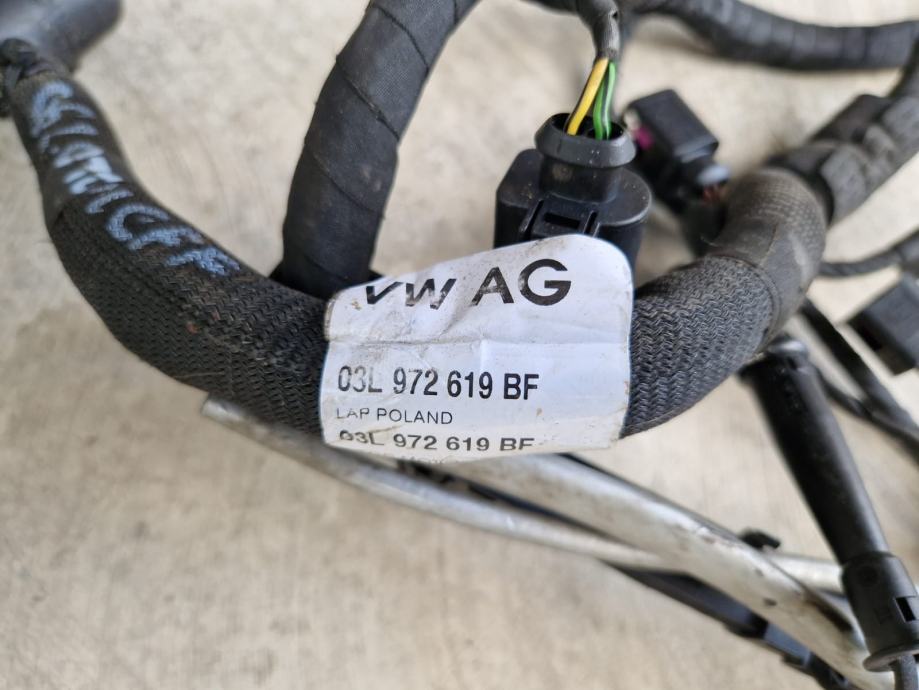 VW AG
03L 972 619 BF
LAP POLAND
03L 972 619 BF